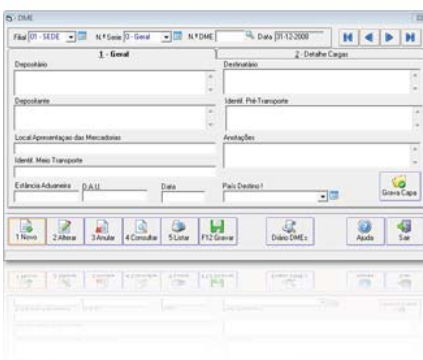 - DME
Filial 01 - SEDE N.º Serie 0 - Geral N.º DME Data 31-12-2008
1 - Geral 2 - Detalhe Cargas
Depositário Destinatário
Depositante Identif. Pré-Transporte
Local Apresentaçao das Mercadorias Anotações
Identif. Meio Transporte
Estância Aduaneira D.A.U. Data País Destino !
Grava Capa
1 Novo 2 Alterar 3 Anular 4 Consultar 5 Listar F12 Gravar Diário DMEs Ajuda Sair